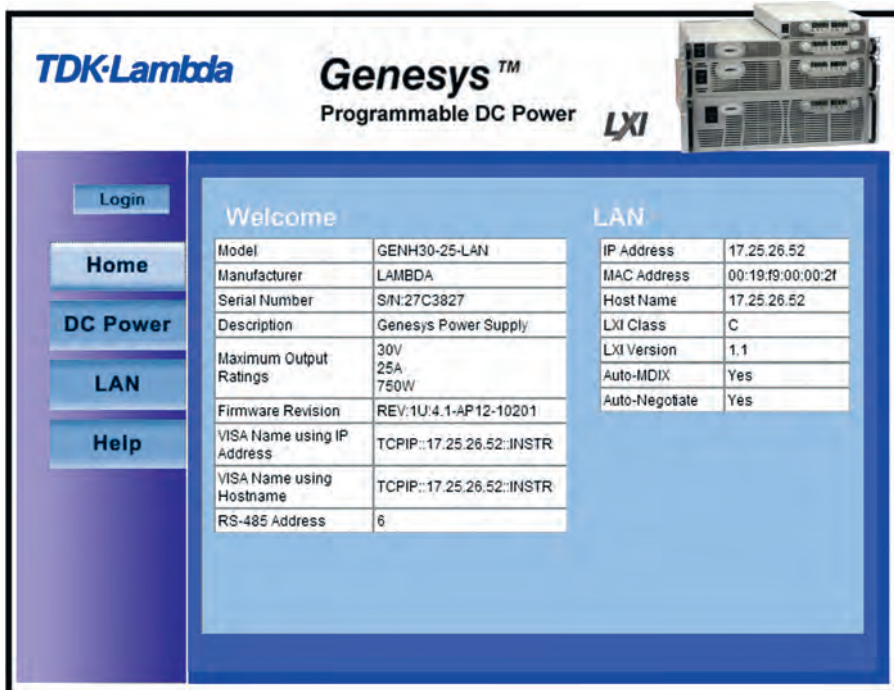 TDK·Lambda
Genesys™
Programmable DC Power
LXI
Login
Home
DC Power
LAN
Help
Welcome
Model GENH30-25-LAN
Manufacturer LAMBDA
Serial Number S/N:27C3827
Description Genesys Power Supply
Maximum Output Ratings 30V
25A
750W
Firmware Revision REV:1U:4.1-AP12-10201
VISA Name using IP Address TCPIP::17.25.26.52::INSTR
VISA Name using Hostname TCPIP::17.25.26.52::INSTR
RS-485 Address 6
LAN
IP Address 17.25.26.52
MAC Address 00:19:f9:00:00:2f
Host Name 17.25.26.52
LXI Class C
LXI Version 1.1
Auto-MDIX Yes
Auto-Negotiate Yes